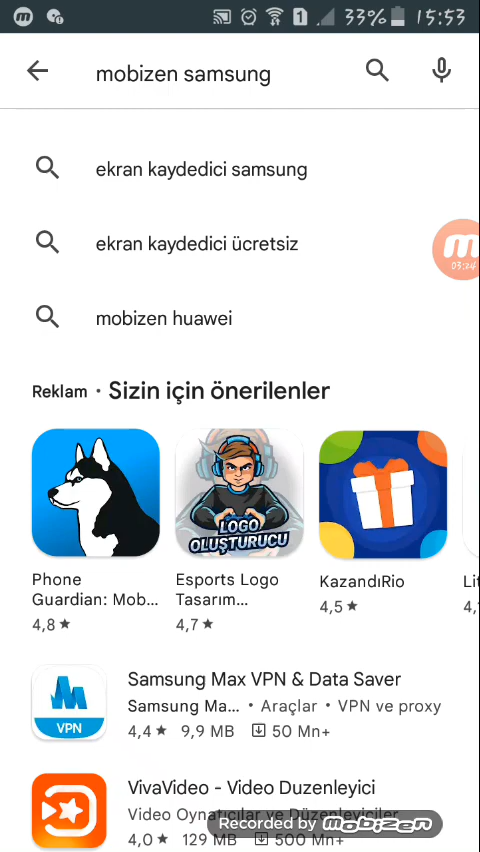 33% 15:53
mobizen samsung
ekran kaydedici samsung
ekran kaydedici ücretsiz
03:24
mobizen huawei
Reklam • Sizin için önerilenler
LOGO
OLUŞTURUCU
Phone
Guardian: Mob...
4,8 ★
Esports Logo
Tasarım...
4,7 ★
KazandıRio
4,5 ★
Lit
4,
Samsung Max VPN & Data Saver
Samsung Ma... • Araçlar • VPN ve proxy
4,4 ★ 9,9 MB 50 Mn+
VPN
VivaVideo - Video Duzenleyici
Video Oynatıcılar ve Düzenleyiciler
4,0 ★ 129 MB 500 Mn+
Recorded by mobizen